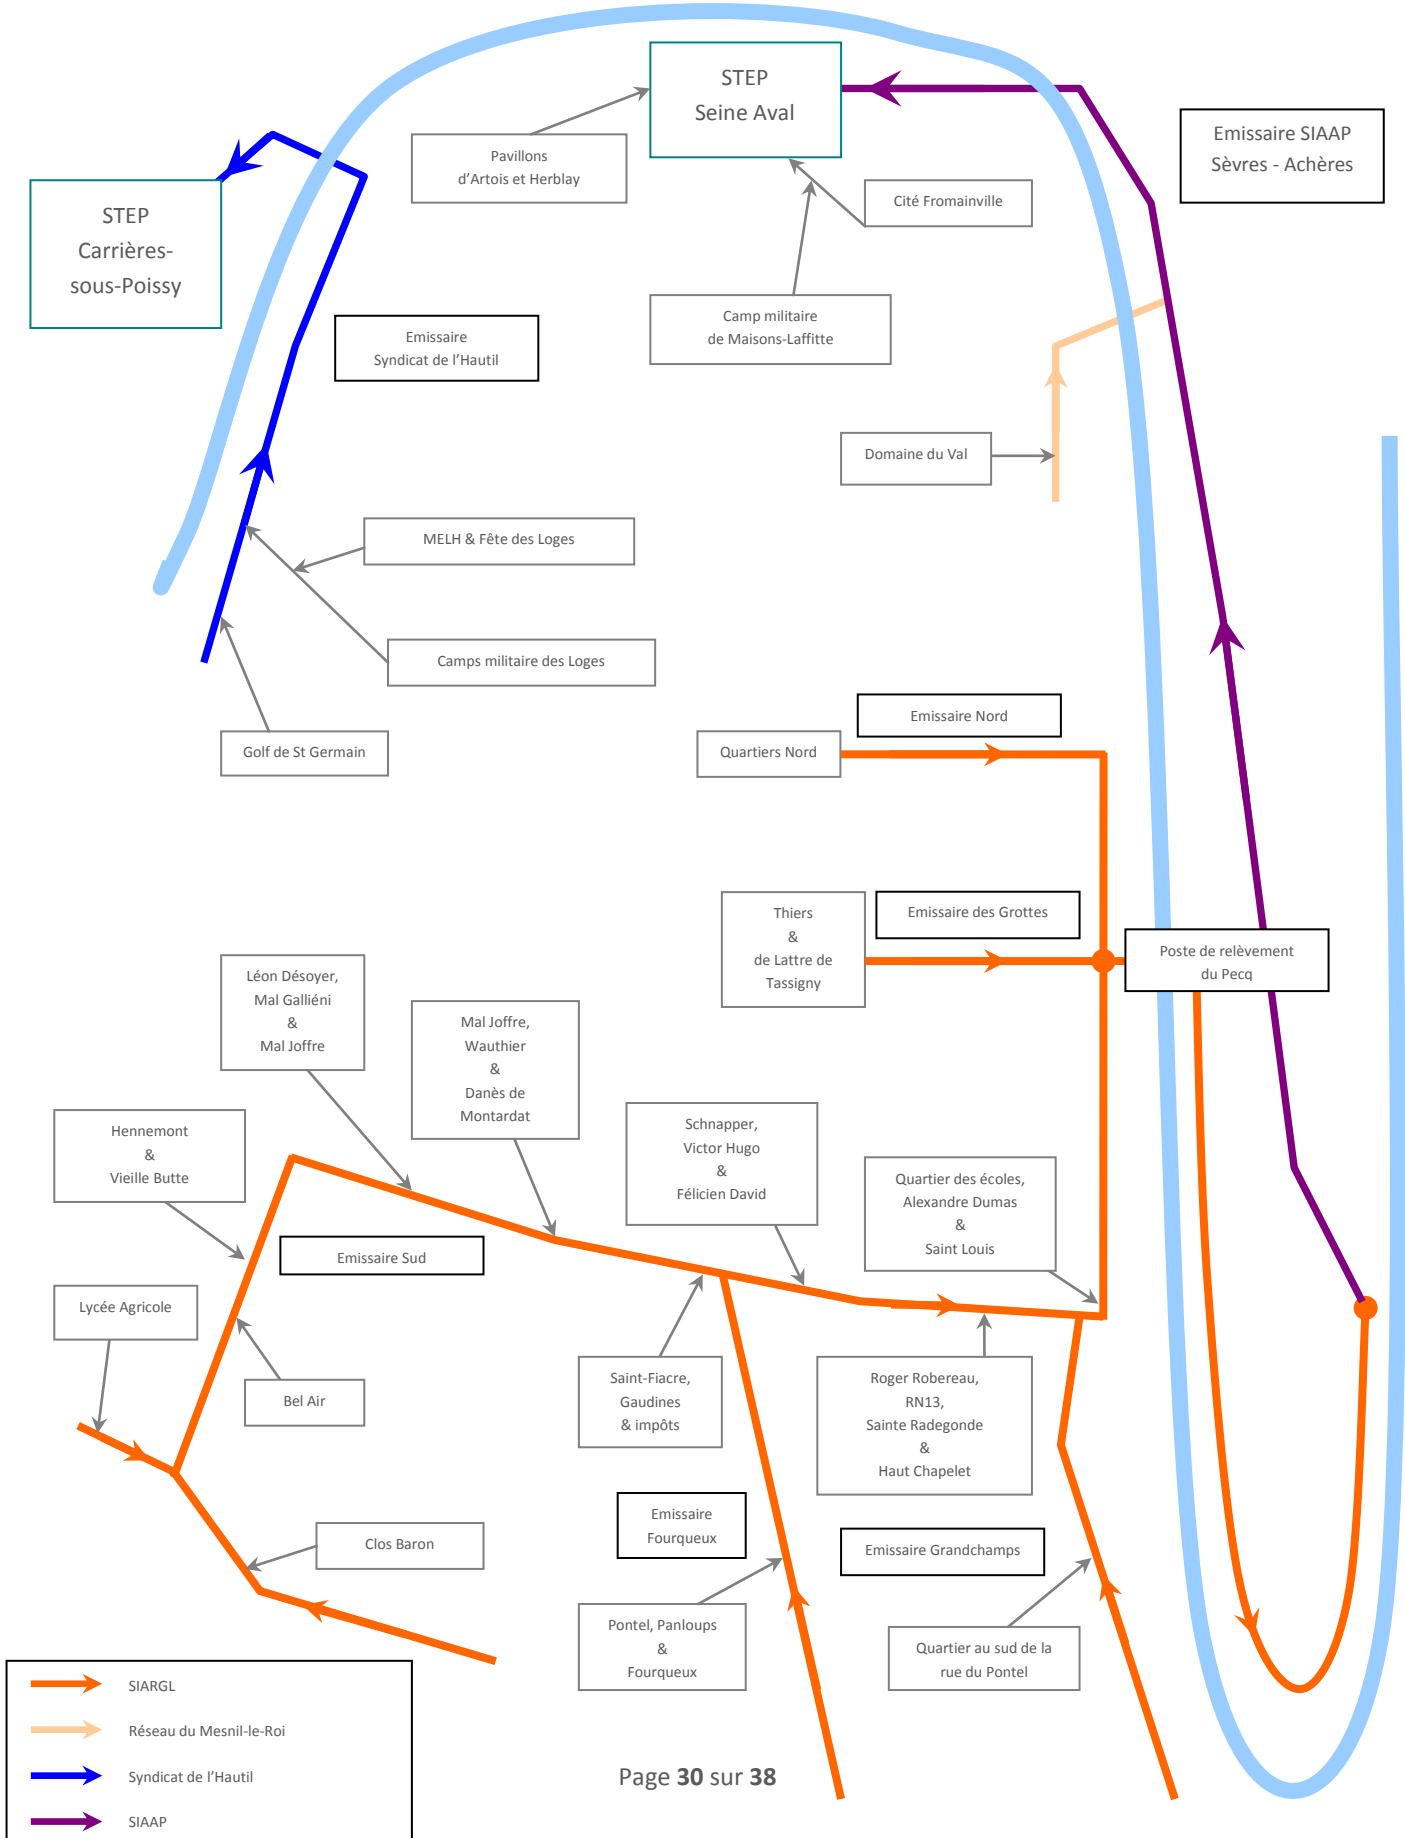 STEP
Seine Aval
Emissaire SIAAP
Sèvres - Achères
Pavillons
d’Artois et Herblay
Cité Fromainville
STEP
Carrières-
sous-Poissy
Camp militaire
de Maisons-Laffitte
Emissaire
Syndicat de l’Hautil
Domaine du Val
MELH & Fête des Loges
Camps militaire des Loges
Emissaire Nord
Golf de St Germain
Quartiers Nord
Thiers
&
de Lattre de
Tassigny
Emissaire des Grottes
Poste de relèvement
du Pecq
Léon Désoyer,
Mal Galliéni
&
Mal Joffre
Mal Joffre,
Wauthier
&
Danès de
Montardat
Hennemont
&
Vieille Butte
Schnapper,
Victor Hugo
&
Félicien David
Quartier des écoles,
Alexandre Dumas
&
Saint Louis
Emissaire Sud
Lycée Agricole
Bel Air
Saint-Fiacre,
Gaudines
& impôts
Roger Robereau,
RN13,
Sainte Radegonde
&
Haut Chapelet
Emissaire
Fourqueux
Emissaire Grandchamps
Clos Baron
Pontel, Panloups
&
Fourqueux
Quartier au sud de la
rue du Pontel
SIARGL
Réseau du Mesnil-le-Roi
Syndicat de l’Hautil
SIAAP
Page 30 sur 38